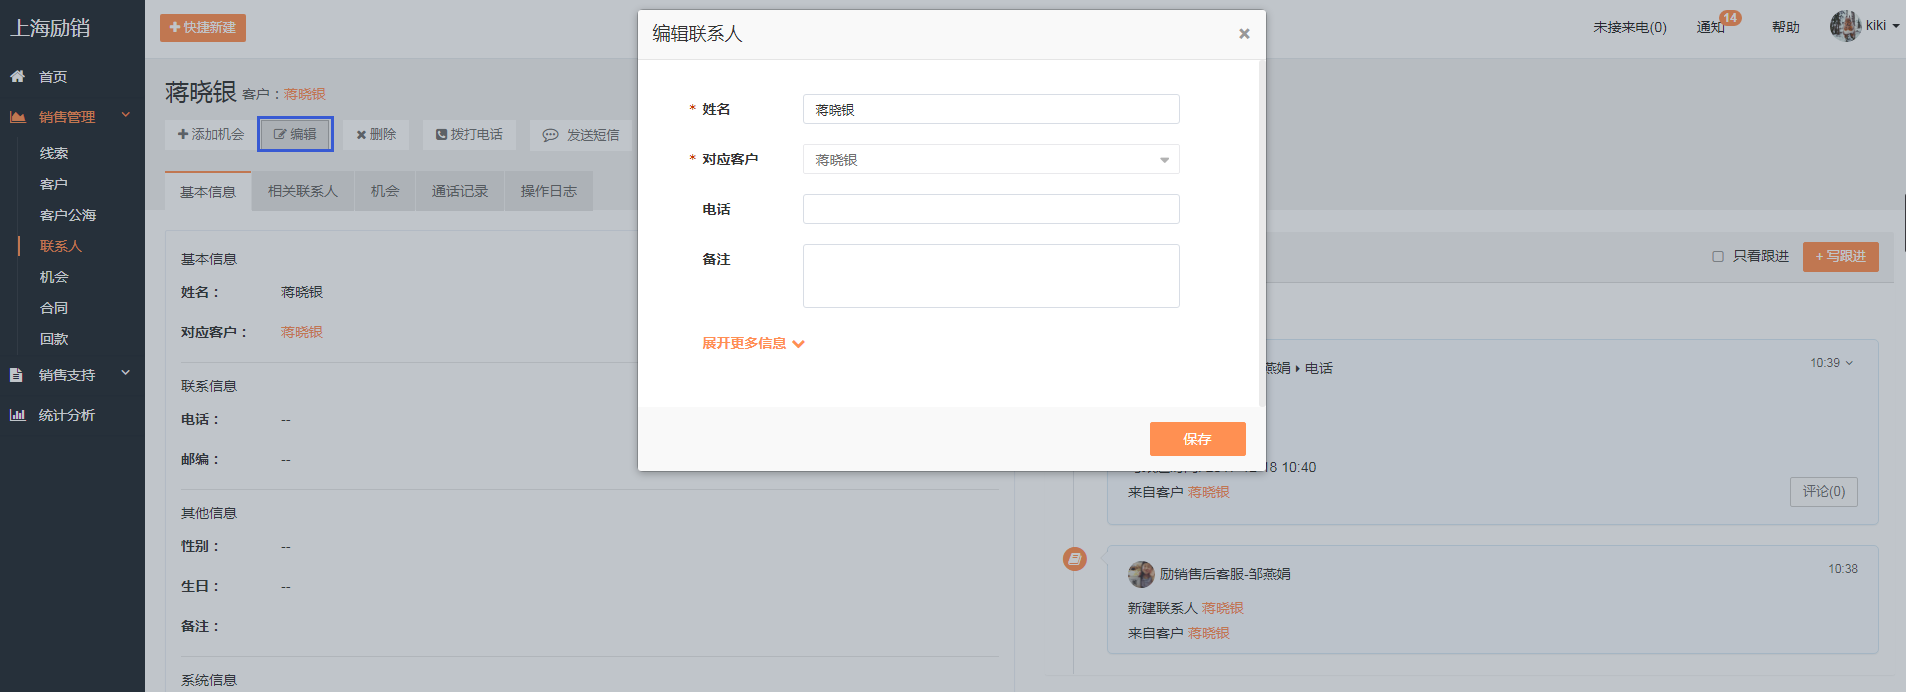 上海励销
快捷新建
未接来电(0)
通知
14
帮助
kiki
首页
销售管理
线索
客户
客户公海
联系人
机会
合同
回款
销售支持
统计分析
蒋晓银 客户：蒋晓银
添加机会
编辑
删除
拨打电话
发送短信
基本信息
相关联系人
机会
通话记录
操作日志
基本信息
姓名：
蒋晓银
对应客户：
蒋晓银
联系信息
电话：
--
邮编：
--
其他信息
性别：
--
生日：
--
备注：
系统信息
编辑联系人
×
* 姓名
蒋晓银
* 对应客户
蒋晓银
电话
备注
展开更多信息
保存
只看跟进
+ 写跟进
燕娟 电话
10:39
18 10:40
来自客户 蒋晓银
评论(0)
励销售后客服-邹燕娟
10:38
新建联系人 蒋晓银
来自客户 蒋晓银